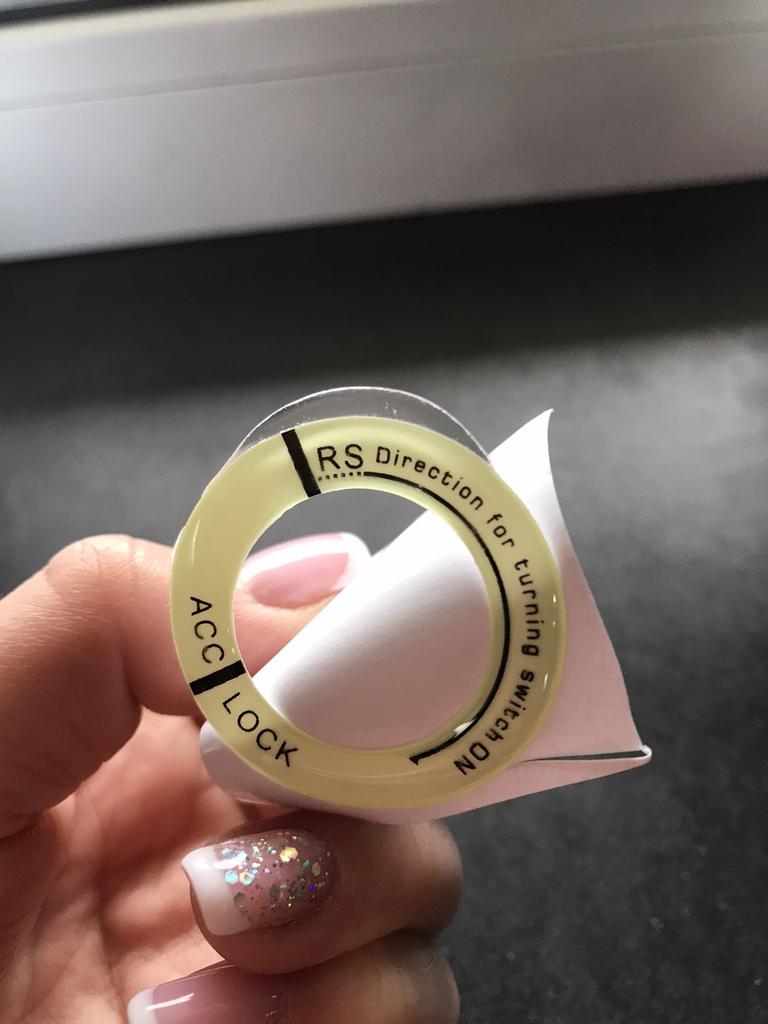 RS Direction for turning switch ON
ACC
LOCK